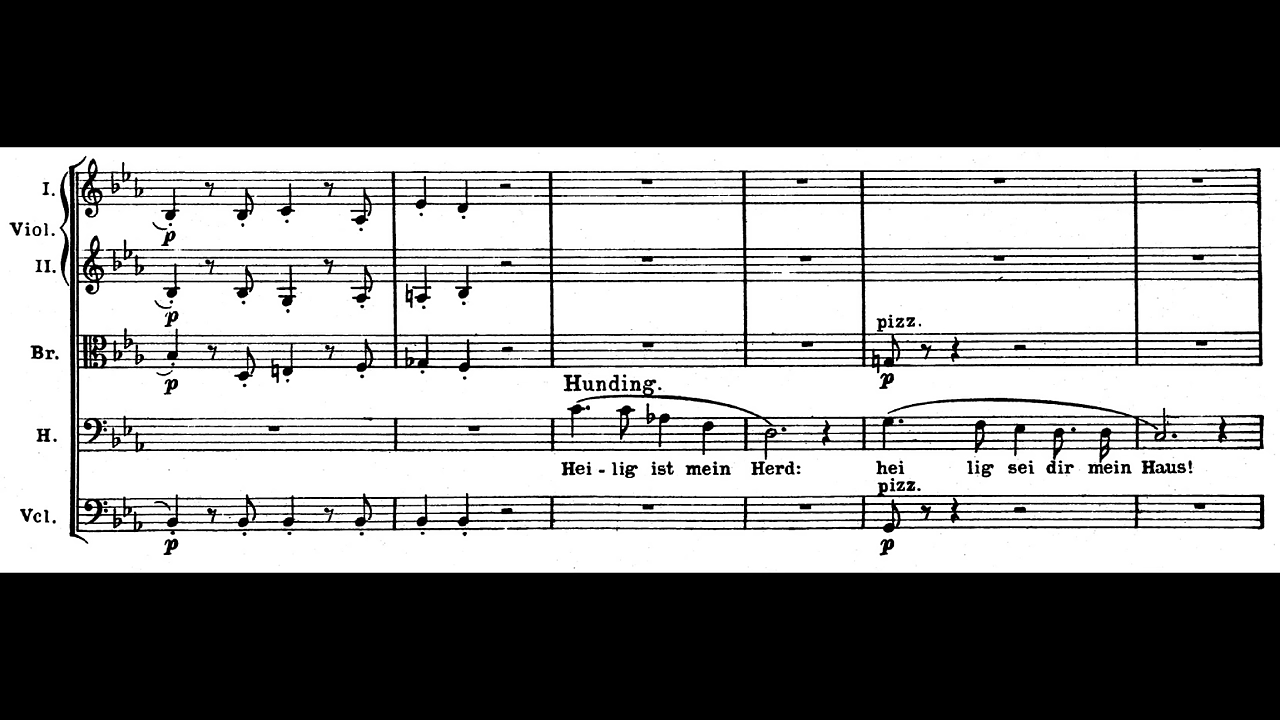 I.
Viol.
p
II.
p
pizz.
Br.
p
p
Hunding.
H.
Hei - lig ist mein Herd: hei lig sei dir mein Haus!
pizz.
Vcl.
p
p